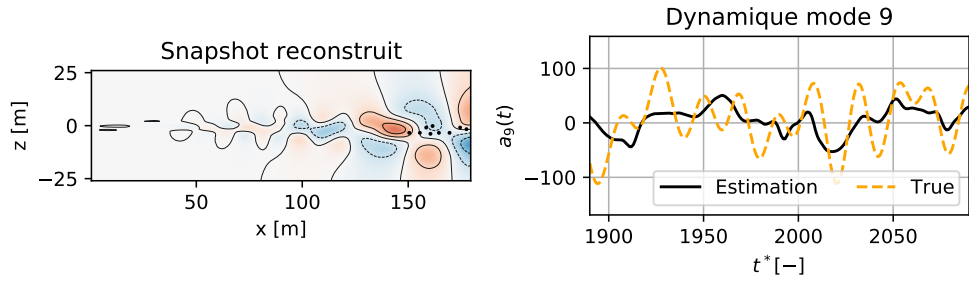 Snapshot reconstruit
25
0
−25
z [m]
50
100
150
x [m]
Dynamique mode 9
100
0
−100
a₉(t)
Estimation
True
1900
1950
2000
2050
t*[−]